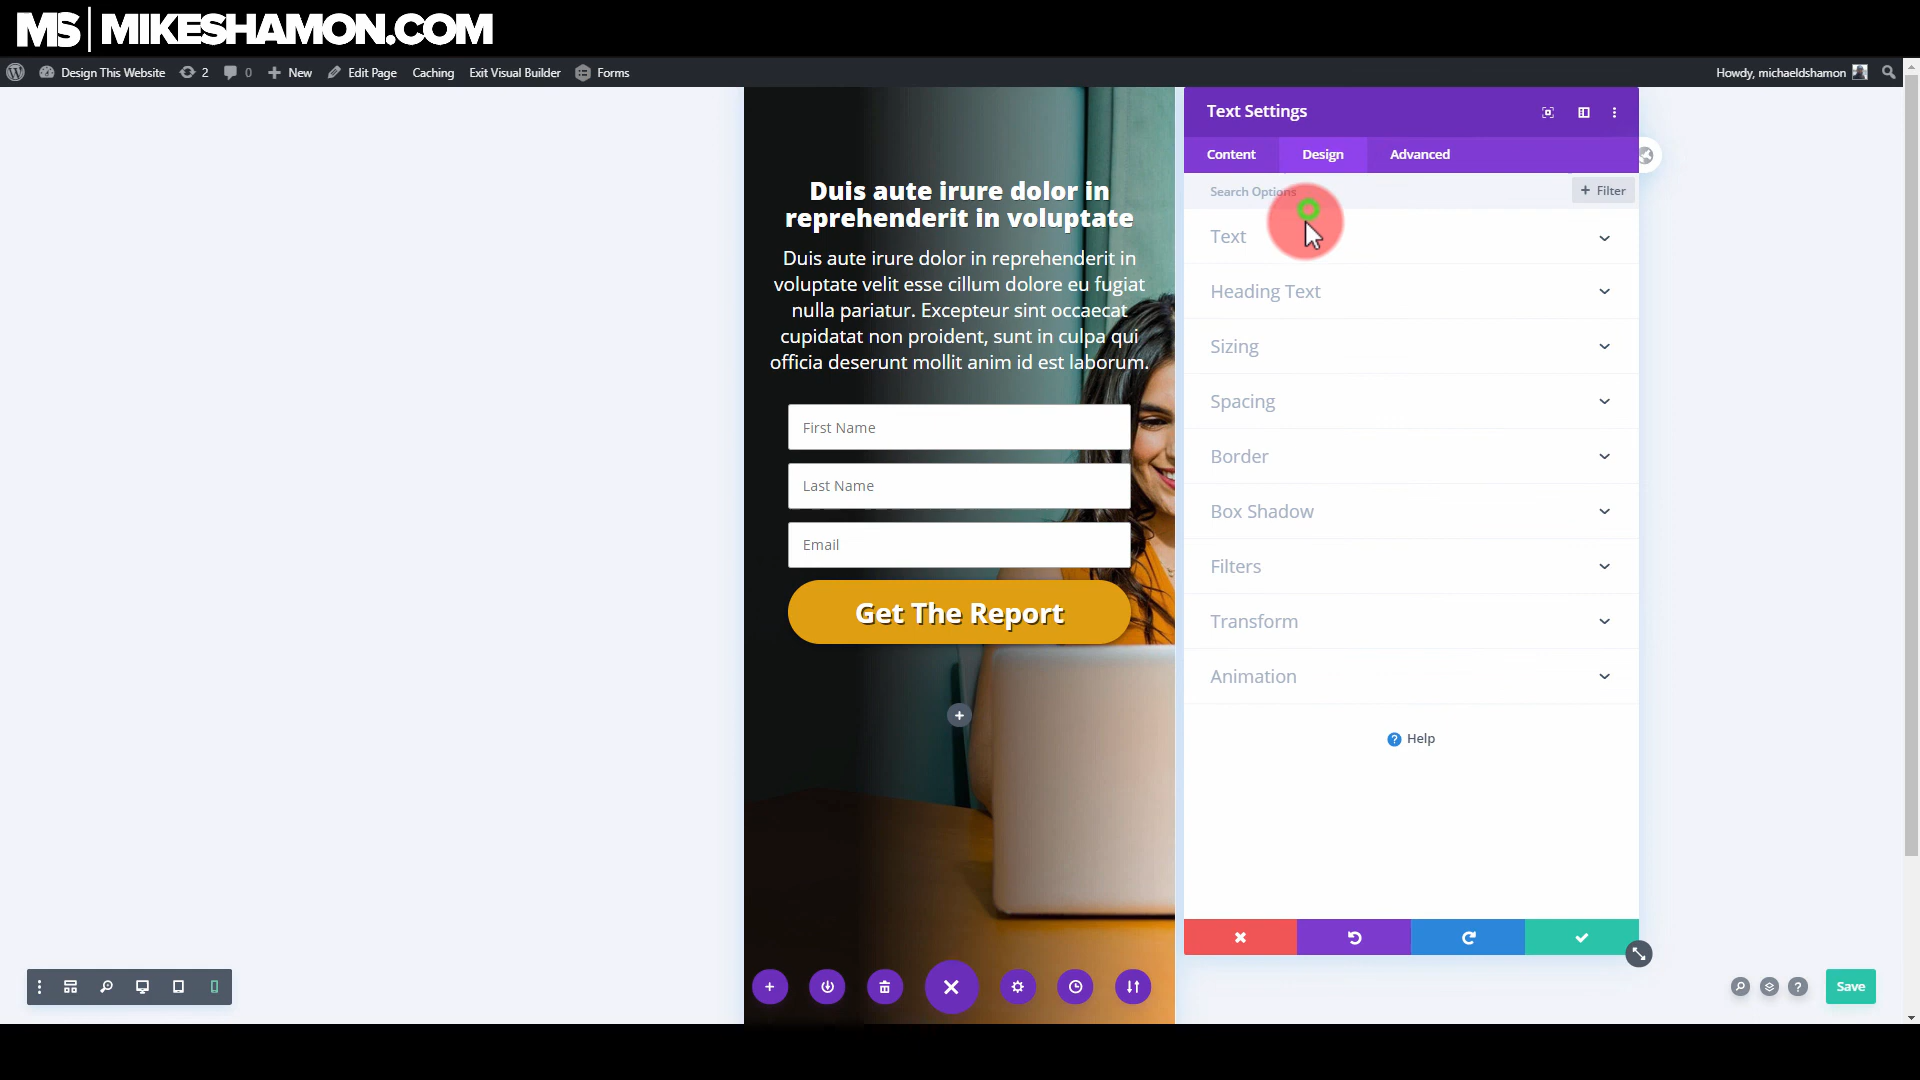 MS | MIKESHAMON.COM
Design This Website 2 0 New Edit Page Caching Exit Visual Builder Forms Howdy, michaeldshamon
Duis aute irure dolor in
reprehenderit in voluptate
Duis aute irure dolor in reprehenderit in
voluptate velit esse cillum dolore eu fugiat
nulla pariatur. Excepteur sint occaecat
cupidatat non proident, sunt in culpa qui
officia deserunt mollit anim id est laborum.
First Name
Last Name
Email
Get The Report
Text Settings
Content Design Advanced
Search Options + Filter
Text
Heading Text
Sizing
Spacing
Border
Box Shadow
Filters
Transform
Animation
? Help
? Save